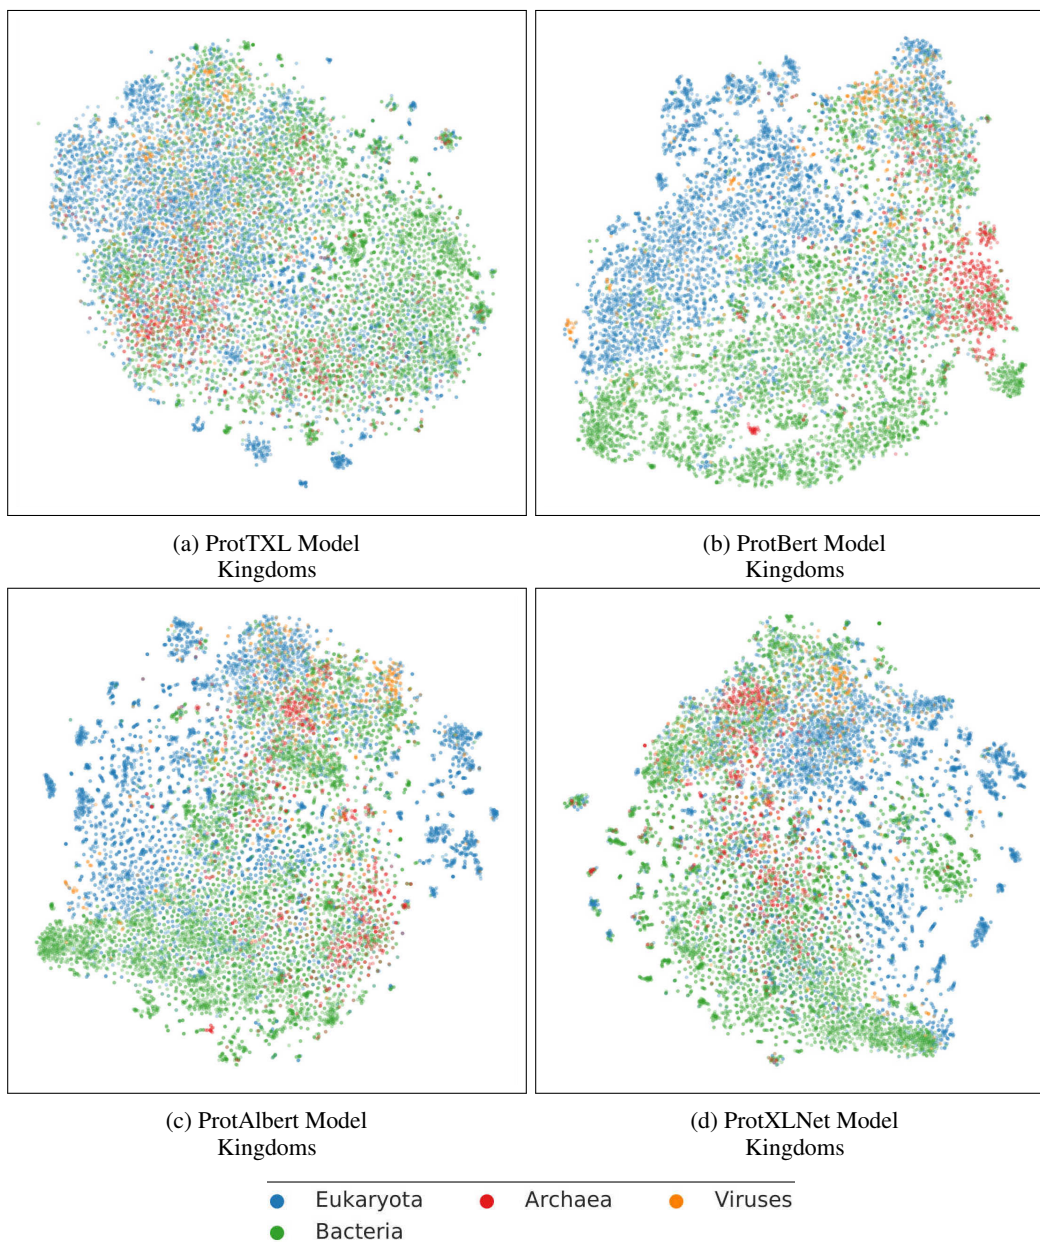 (a) ProtTXL Model
Kingdoms
(b) ProtBert Model
Kingdoms
(c) ProtAlbert Model
Kingdoms
(d) ProtXLNet Model
Kingdoms
Eukaryota
Archaea
Viruses
Bacteria